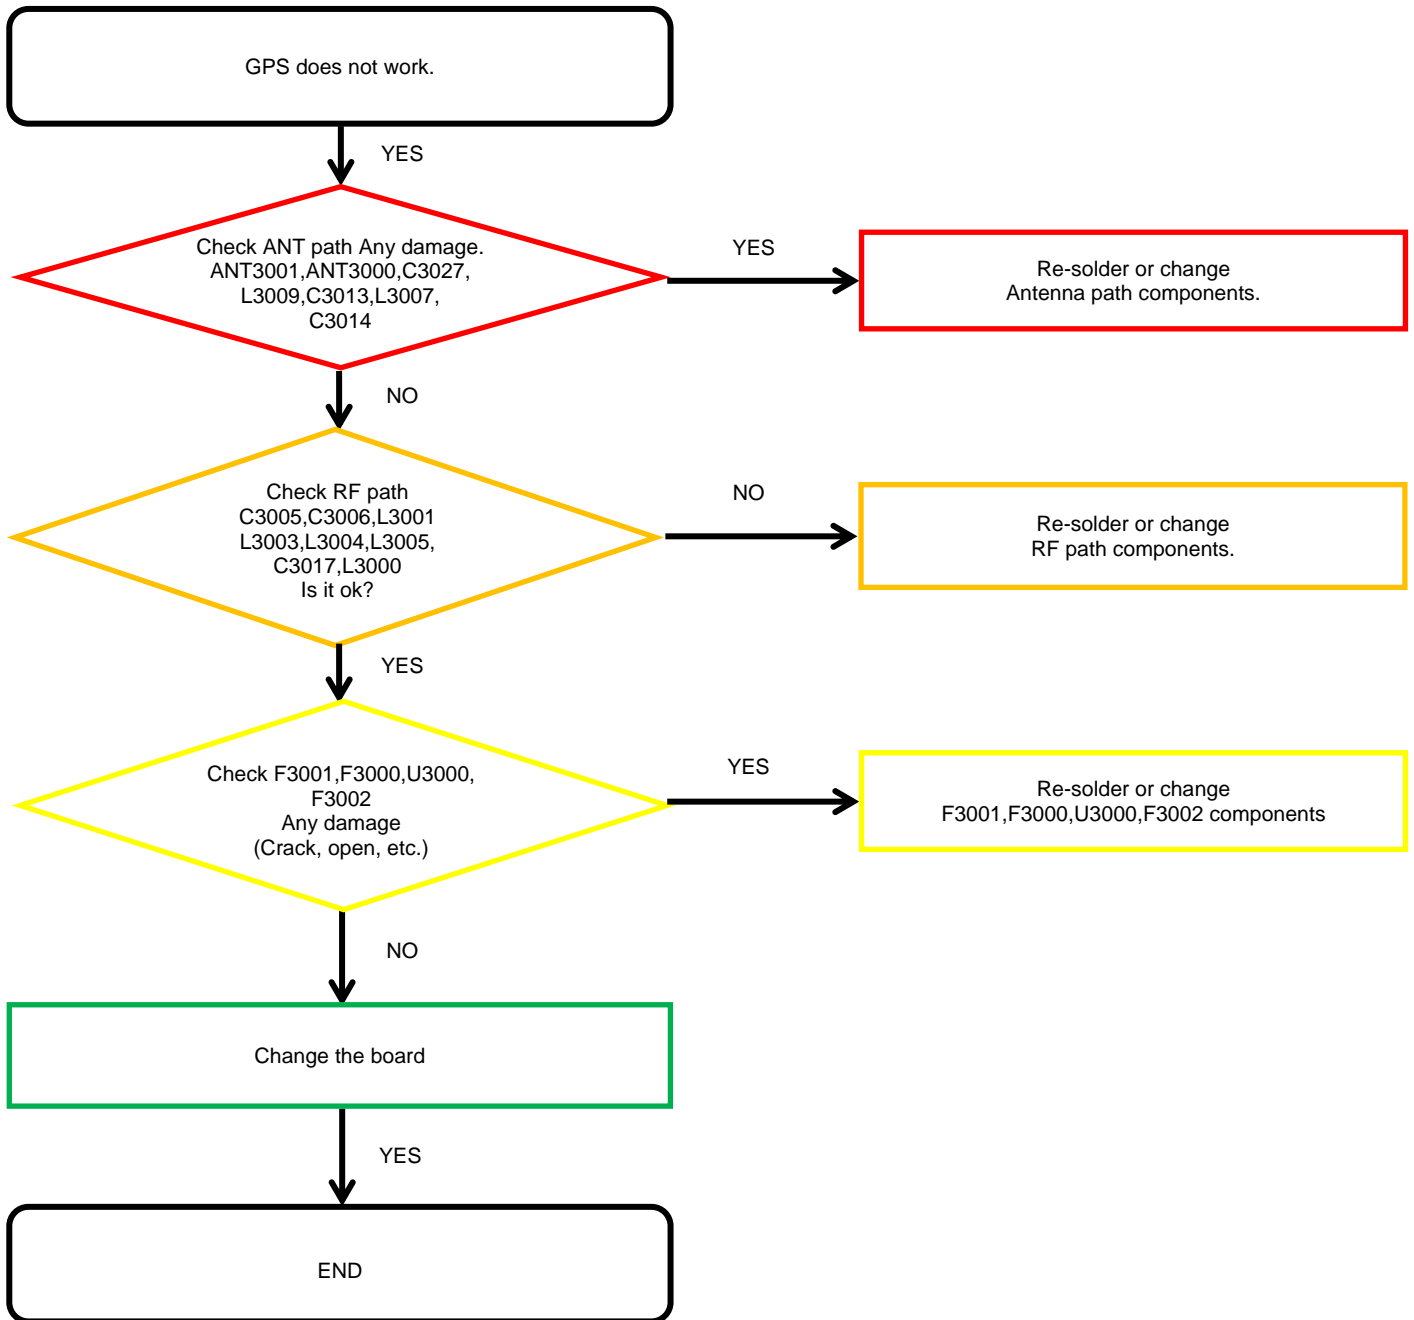 GPS does not work.
YES
Check ANT path Any damage.
ANT3001,ANT3000,C3027,
L3009,C3013,L3007,
C3014
YES
Re-solder or change
Antenna path components.
NO
Check RF path
C3005,C3006,L3001
L3003,L3004,L3005,
C3017,L3000
Is it ok?
NO
Re-solder or change
RF path components.
YES
Check F3001,F3000,U3000,
F3002
Any damage
(Crack, open, etc.)
YES
Re-solder or change
F3001,F3000,U3000,F3002 components
NO
Change the board
YES
END